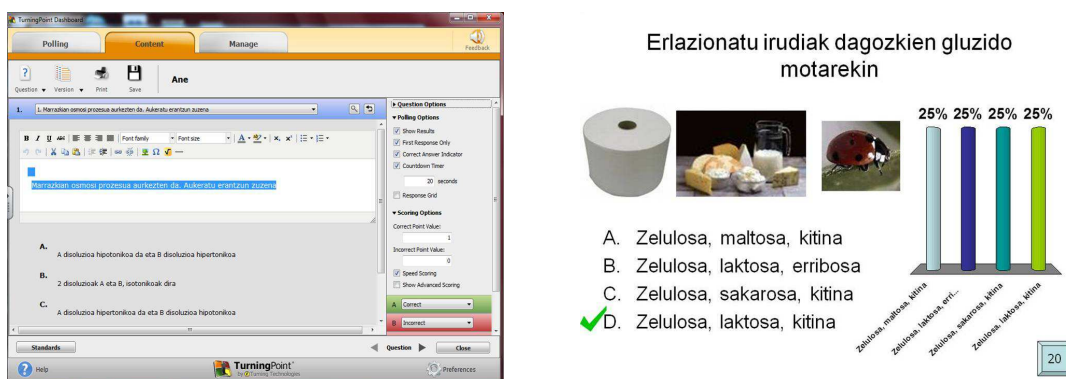 TurningPoint Dashboard
Polling
Content
Manage
Feedback
Question
Version
Print
Save
Ane
1.
1. Marrazkian osmosi prozesua aurkezten da. Aukeratu erantzun zuzena
B I U ABC
Font family
Font size
Marrazkian osmosi prozesua aurkezten da. Aukeratu erantzun zuzena
A.
A disoluzioa hipotonikoa da eta B disoluzioa hipertonikoa
B.
2 disoluzioak A eta B, isotonikoak dira
C.
A disoluzioa hipertonikoa da eta B disoluzioa hipotonikoa
Question Options
Polling Options
Show Results
First Response Only
Correct Answer Indicator
Countdown Timer
20 seconds
Response Grid
Scoring Options
Correct Point Value:
1
Incorrect Point Value:
0
Speed Scoring
Show Advanced Scoring
A Correct
B Incorrect
Standards
Question
Close
Help
TurningPoint
by Turning Technologies
Preferences
Erlazionatu irudiak dagozkien gluzido
motarekin
25% 25% 25% 25%
A. Zelulosa, maltosa, kitina
B. Zelulosa, laktosa, erribosa
C. Zelulosa, sakarosa, kitina
D. Zelulosa, laktosa, kitina
Zelulosa, maltosa, kitina
Zelulosa, laktosa, erri...
Zelulosa, sakarosa, kitina
Zelulosa, laktosa, kitina
20